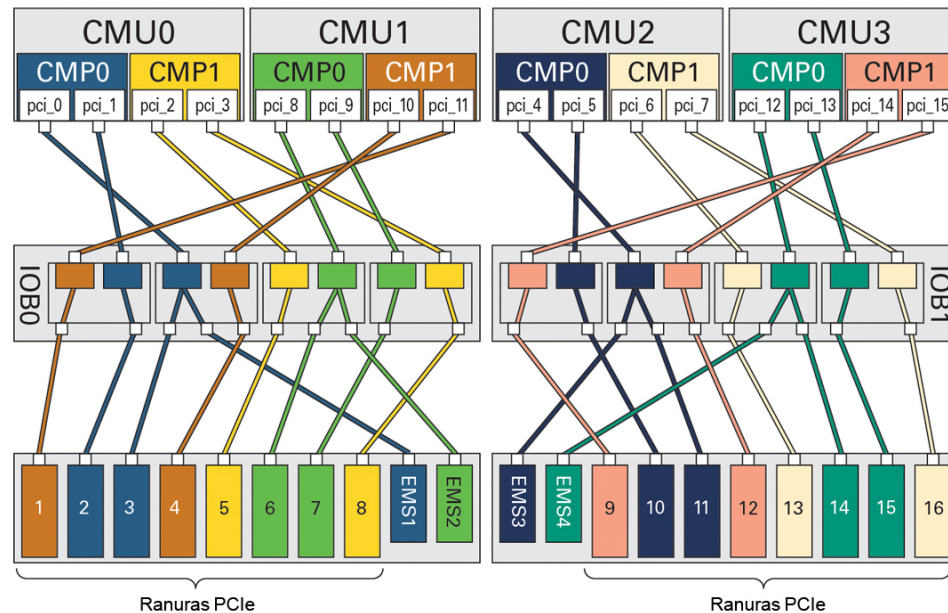 CMU0 CMU1 CMU2 CMU3
CMP0 CMP1 CMP0 CMP1 CMP0 CMP1 CMP0 CMP1
pci_0 pci_1 pci_2 pci_3 pci_8 pci_9 pci_10 pci_11 pci_4 pci_5 pci_6 pci_7 pci_12 pci_13 pci_14 pci_15
IOB0 IOB1
1 2 3 4 5 6 7 8 EMS1 EMS2 EMS3 EMS4 9 10 11 12 13 14 15 16
Ranuras PCIe Ranuras PCIe